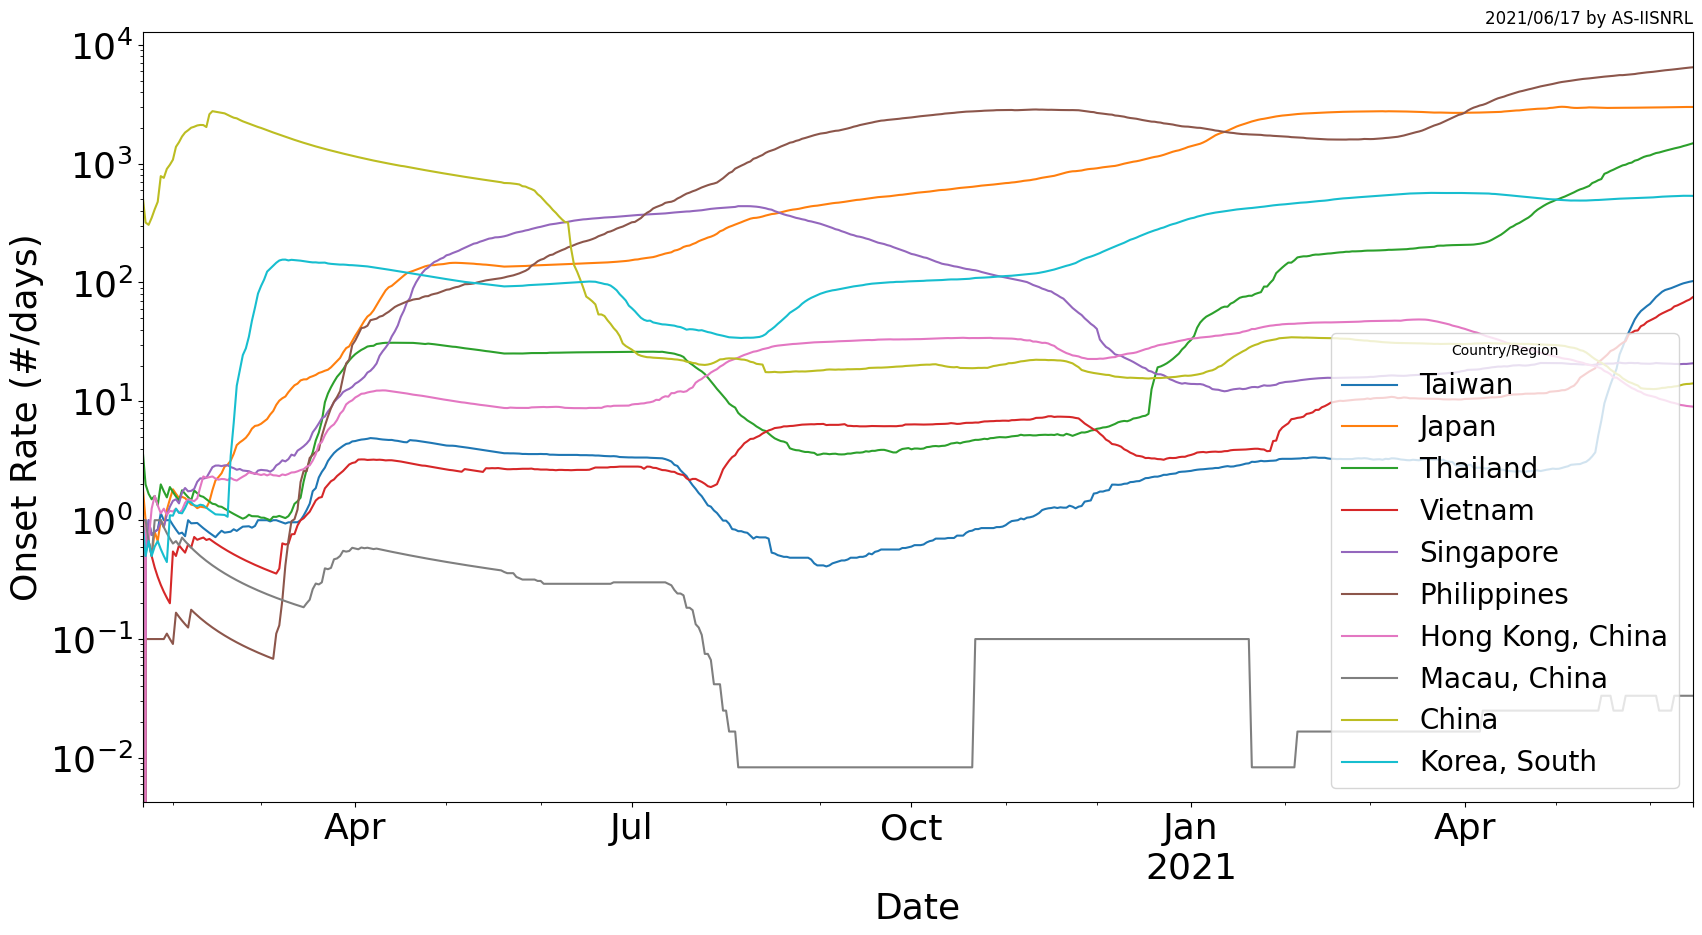 2021/06/17 by AS-IISNRL
Onset Rate (#/days)
10^4
10^3
10^2
10^1
10^0
10^−1
10^−2
Country/Region
Taiwan
Japan
Thailand
Vietnam
Singapore
Philippines
Hong Kong, China
Macau, China
China
Korea, South
Apr Jul Oct Jan Apr
2021
Date